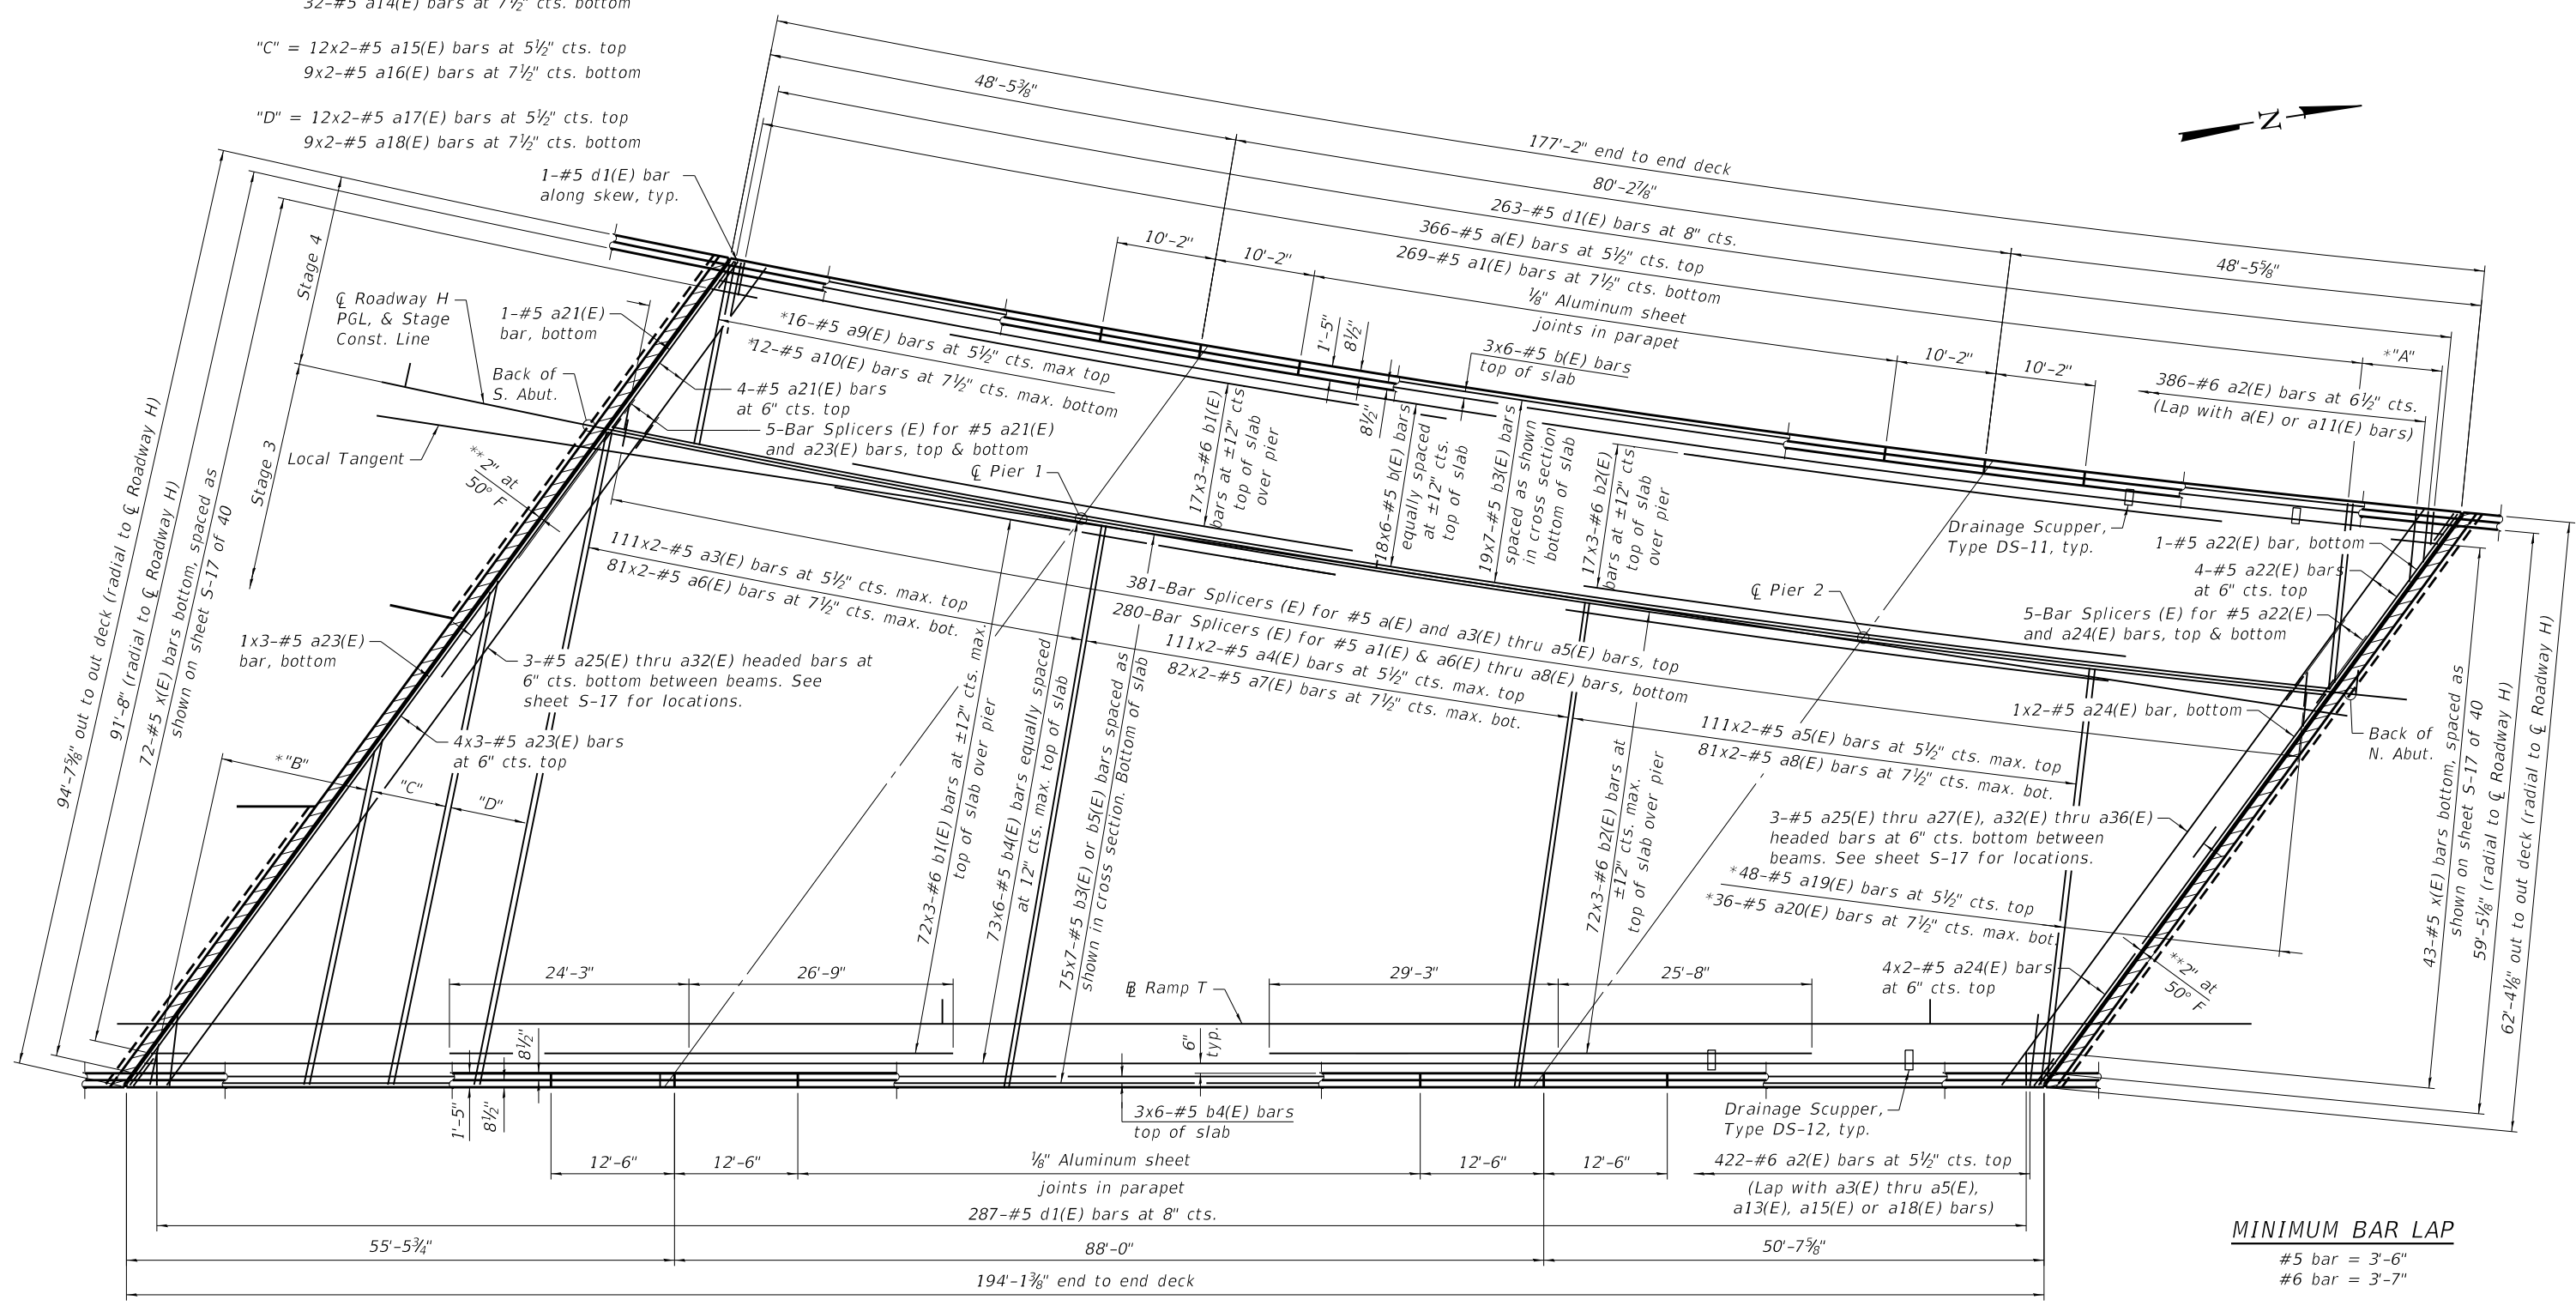 32–#5 a14(E) bars at 7½" cts. bottom
"C" = 12x2–#5 a15(E) bars at 5½" cts. top
9x2–#5 a16(E) bars at 7½" cts. bottom
"D" = 12x2–#5 a17(E) bars at 5½" cts. top
9x2–#5 a18(E) bars at 7½" cts. bottom
1–#5 d1(E) bar
along skew, typ.
48'–5⅜"
177'–2" end to end deck
80'–2⅞"
263–#5 d1(E) bars at 8" cts.
366–#5 a(E) bars at 5½" cts. top
269–#5 a1(E) bars at 7½" cts. bottom
⅛" Aluminum sheet
joints in parapet
48'–5⅝"
N
10'–2"
10'–2"
10'–2"
10'–2"
*"A"
386–#6 a2(E) bars at 6½" cts.
(Lap with a(E) or a11(E) bars)
Stage 4
Stage 3
℄ Roadway H
PGL, & Stage
Const. Line
1–#5 a21(E)
bar, bottom
Back of
S. Abut.
Local Tangent
**2" at
50° F
*16–#5 a9(E) bars at 5½" cts. max top
*12–#5 a10(E) bars at 7½" cts. max. bottom
4–#5 a21(E) bars
at 6" cts. top
5–Bar Splicers (E) for #5 a21(E)
and a23(E) bars, top & bottom
℄ Pier 1
1'–5"
8½"
8½"
3x6–#5 b(E) bars
top of slab
17x3–#6 b1(E)
bars at ±12" cts
top of slab
over pier
18x6–#5 b(E) bars
equally spaced
at ±12" cts.
top of slab
19x7–#5 b3(E) bars
spaced as shown
in cross section
bottom of slab
17x3–#6 b2(E)
bars at ±12" cts.
top of slab
over pier
Drainage Scupper,
Type DS–11, typ.
1–#5 a22(E) bar, bottom
4–#5 a22(E) bars
at 6" cts. top
5–Bar Splicers (E) for #5 a22(E)
and a24(E) bars, top & bottom
℄ Pier 2
94'–7⅝" out to out deck (radial to ℄ Roadway H)
91'–8" (radial to ℄ Roadway H)
72–#5 x(E) bars bottom, spaced as
shown on sheet S–17 of 40
111x2–#5 a3(E) bars at 5½" cts. max. top
81x2–#5 a6(E) bars at 7½" cts. max. bot.
381–Bar Splicers (E) for #5 a(E) and a3(E) thru a5(E) bars, top
280–Bar Splicers (E) for #5 a1(E) & a6(E) thru a8(E) bars, bottom
111x2–#5 a4(E) bars at 5½" cts. max. top
82x2–#5 a7(E) bars at 7½" cts. max. bot.
111x2–#5 a5(E) bars at 5½" cts. max. top
81x2–#5 a8(E) bars at 7½" cts. max. bot.
1x3–#5 a23(E)
bar, bottom
3–#5 a25(E) thru a32(E) headed bars at
6" cts. bottom between beams. See
sheet S–17 for locations.
4x3–#5 a23(E) bars
at 6" cts. top
*"B"
"C"
"D"
72x3–#6 b1(E) bars at ±12" cts. max.
top of slab over pier
73x6–#5 b4(E) bars equally spaced
at 12" cts. max. top of slab
75x7–#5 b3(E) or b5(E) bars spaced as
shown in cross section. Bottom of slab
72x3–#6 b2(E) bars at
±12" cts. max.
top of slab over pier
1x2–#5 a24(E) bar, bottom
Back of
N. Abut.
3–#5 a25(E) thru a27(E), a32(E) thru a36(E)
headed bars at 6" cts. bottom between
beams. See sheet S–17 for locations.
*48–#5 a19(E) bars at 5½" cts. top
*36–#5 a20(E) bars at 7½" cts. max. bot.
4x2–#5 a24(E) bars
at 6" cts. top
**2" at
50° F
43–#5 x(E) bars bottom, spaced as
shown on sheet S–17 of 40
59'–5⅛" (radial to ℄ Roadway H)
62'–4⅛" out to out deck (radial to ℄ Roadway H)
24'–3"
26'–9"
29'–3"
25'–8"
℄ Ramp T
8½"
1'–5"
8½"
6"
typ.
3x6–#5 b4(E) bars
top of slab
Drainage Scupper,
Type DS–12, typ.
12'–6"
12'–6"
⅛" Aluminum sheet
joints in parapet
12'–6"
12'–6"
422–#6 a2(E) bars at 5½" cts. top
(Lap with a3(E) thru a5(E),
a13(E), a15(E) or a18(E) bars)
287–#5 d1(E) bars at 8" cts.
55'–5¾"
88'–0"
50'–7⅝"
194'–1⅜" end to end deck
MINIMUM BAR LAP
#5 bar = 3'–6"
#6 bar = 3'–7"